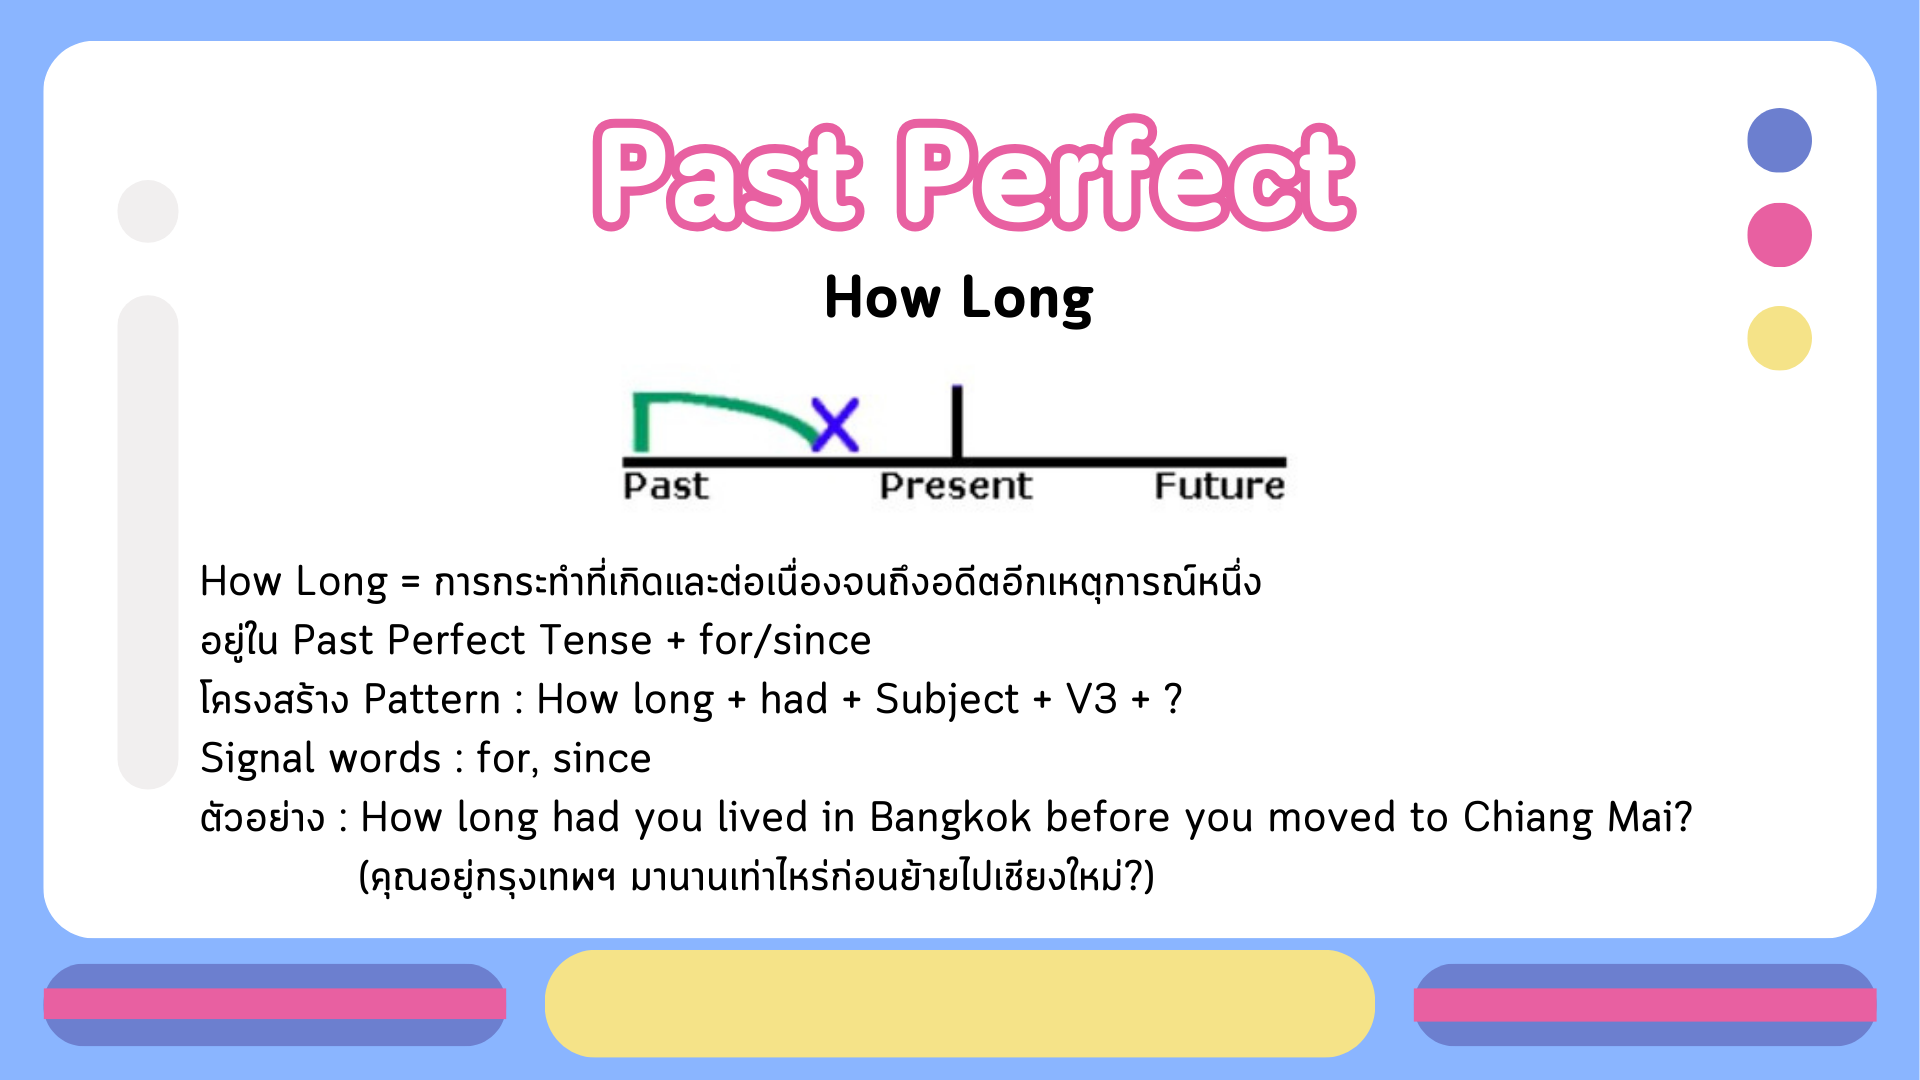 Past Perfect
How Long
Past Present Future
How Long = การกระทำที่เกิดและต่อเนื่องจนถึงอดีตอีกเหตุการณ์หนึ่ง
อยู่ใน Past Perfect Tense + for/since
โครงสร้าง Pattern : How long + had + Subject + V3 + ?
Signal words : for, since
ตัวอย่าง : How long had you lived in Bangkok before you moved to Chiang Mai?
(คุณอยู่กรุงเทพฯ มานานเท่าไหร่ก่อนย้ายไปเชียงใหม่?)